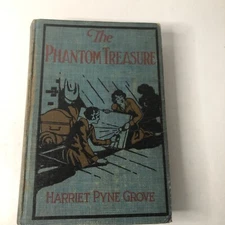 The
PHANTOM TREASURE
HARRIET PYNE GROVE